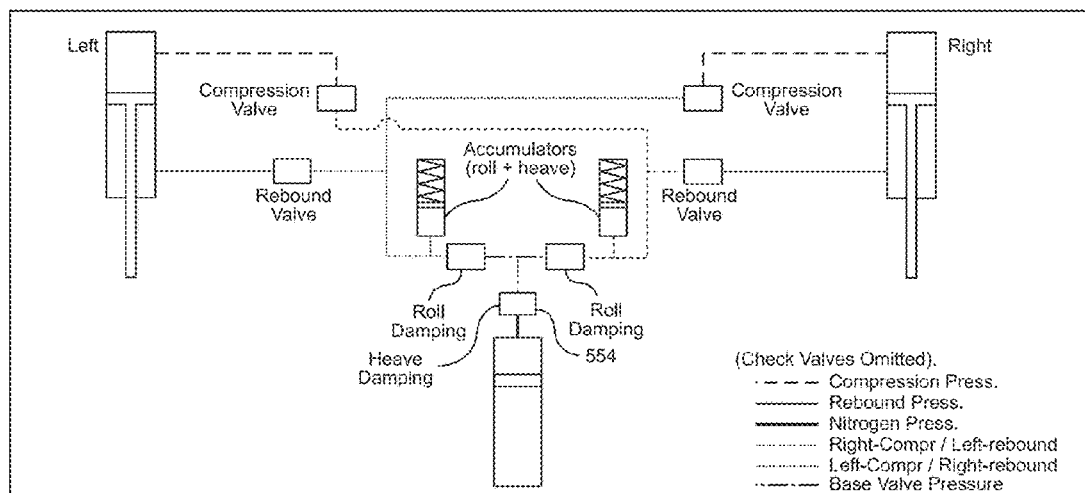 Left
Right
Compression
Valve
Compression
Valve
Accumulators
(roll + heave)
Rebound
Valve
Rebound
Valve
Roll
Damping
Roll
Damping
Heave
Damping
554
(Check Valves Omitted).
Compression Press.
Rebound Press.
Nitrogen Press.
Right-Compr / Left-rebound
Left-Compr / Right-rebound
Base Valve Pressure